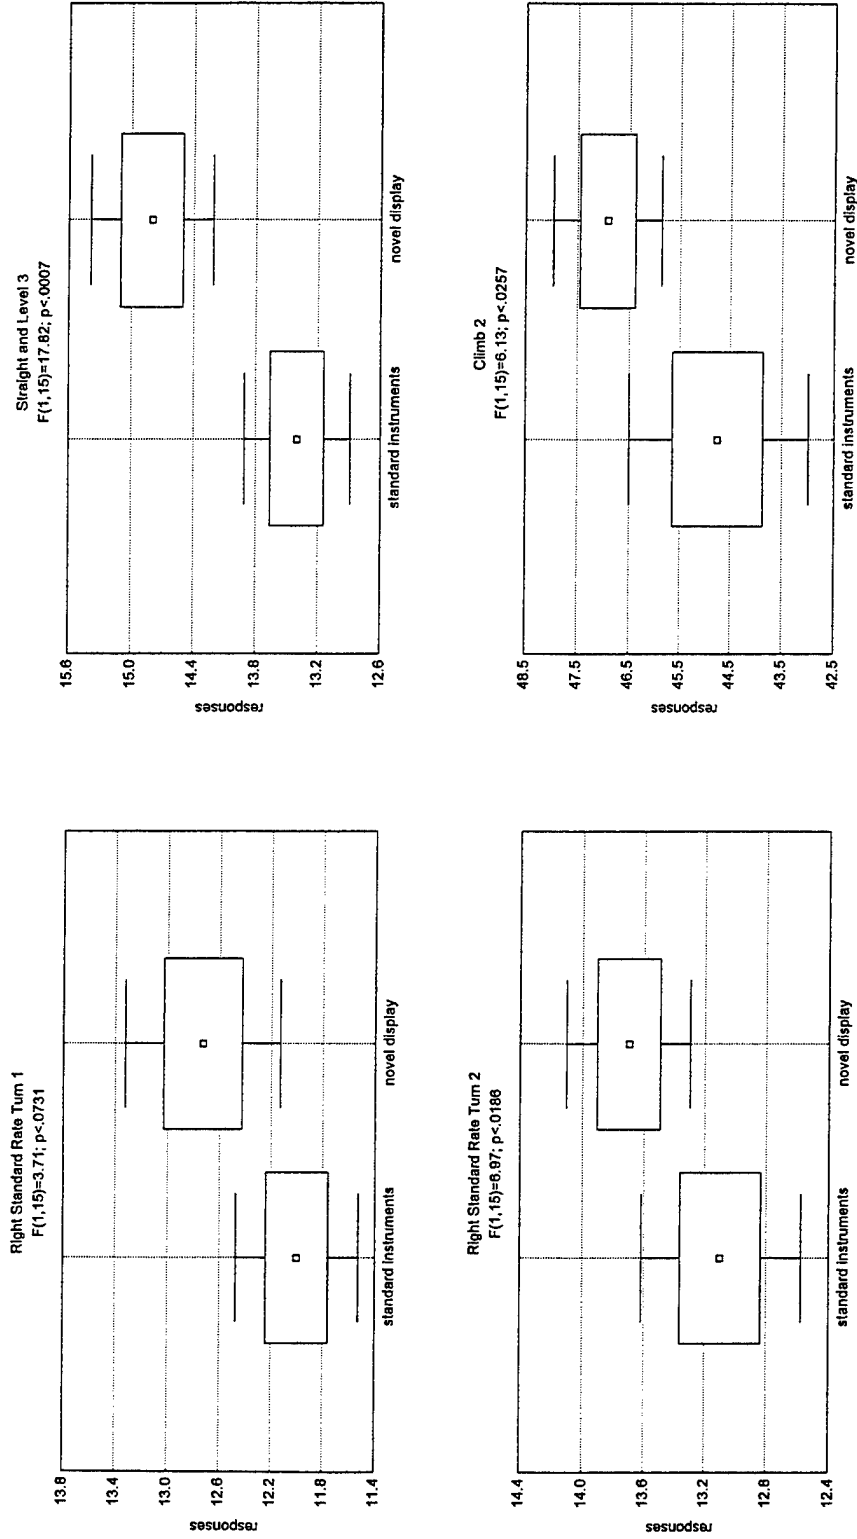 Right Standard Rate Turn 1
F(1,15)=3.71; p<.0731
13.8
13.4
13.0
12.6
12.2
11.8
11.4
responses
standard instruments
novel display
Straight and Level 3
F(1,15)=17.82; p<.0007
15.6
15.0
14.4
13.8
13.2
12.6
responses
standard instruments
novel display
Right Standard Rate Turn 2
F(1,15)=6.97; p<.0186
14.4
14.0
13.6
13.2
12.8
12.4
responses
standard instruments
novel display
Climb 2
F(1,15)=6.13; p<.0257
48.5
47.5
46.5
45.5
44.5
43.5
42.5
responses
standard instruments
novel display